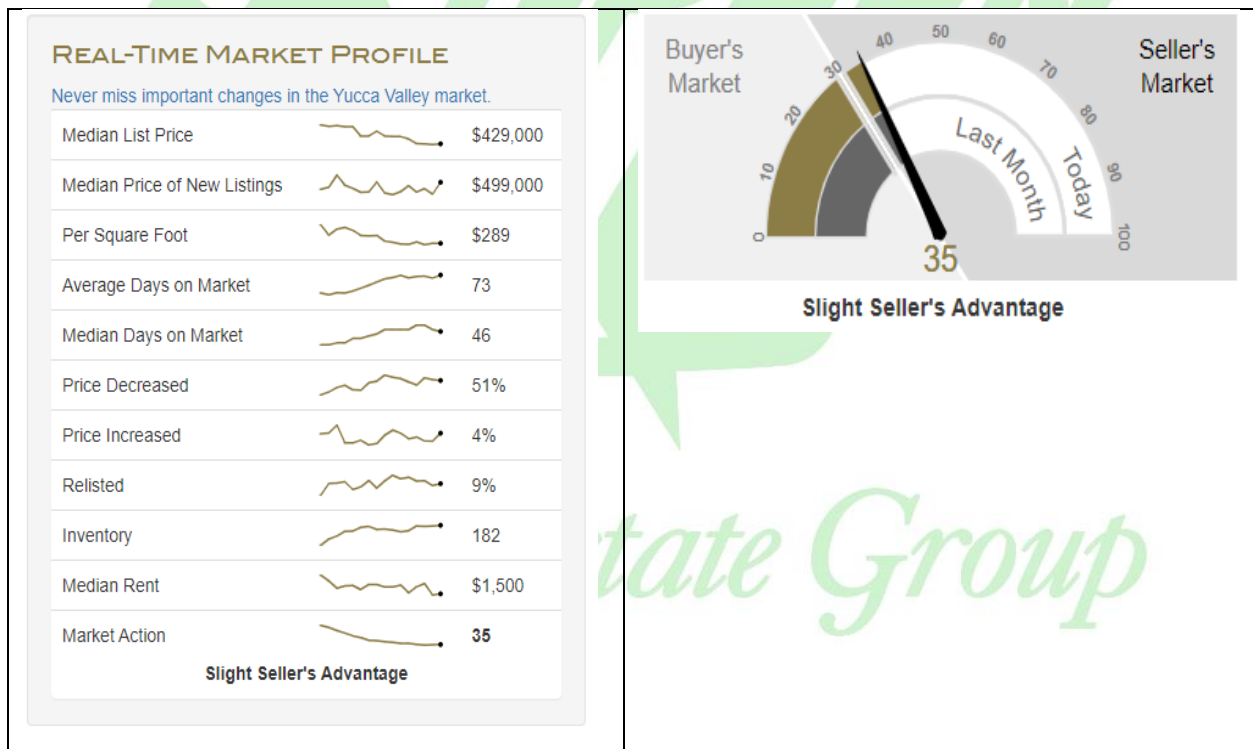 REAL-TIME MARKET PROFILE
Never miss important changes in the Yucca Valley market.
Median List Price $429,000
Median Price of New Listings $499,000
Per Square Foot $289
Average Days on Market 73
Median Days on Market 46
Price Decreased 51%
Price Increased 4%
Relisted 9%
Inventory 182
Median Rent $1,500
Market Action 35
Slight Seller's Advantage
Buyer's
Market
Seller's
Market
0
10
20
30
40
50
60
70
80
90
100
Last Month
Today
35
Slight Seller's Advantage
Group